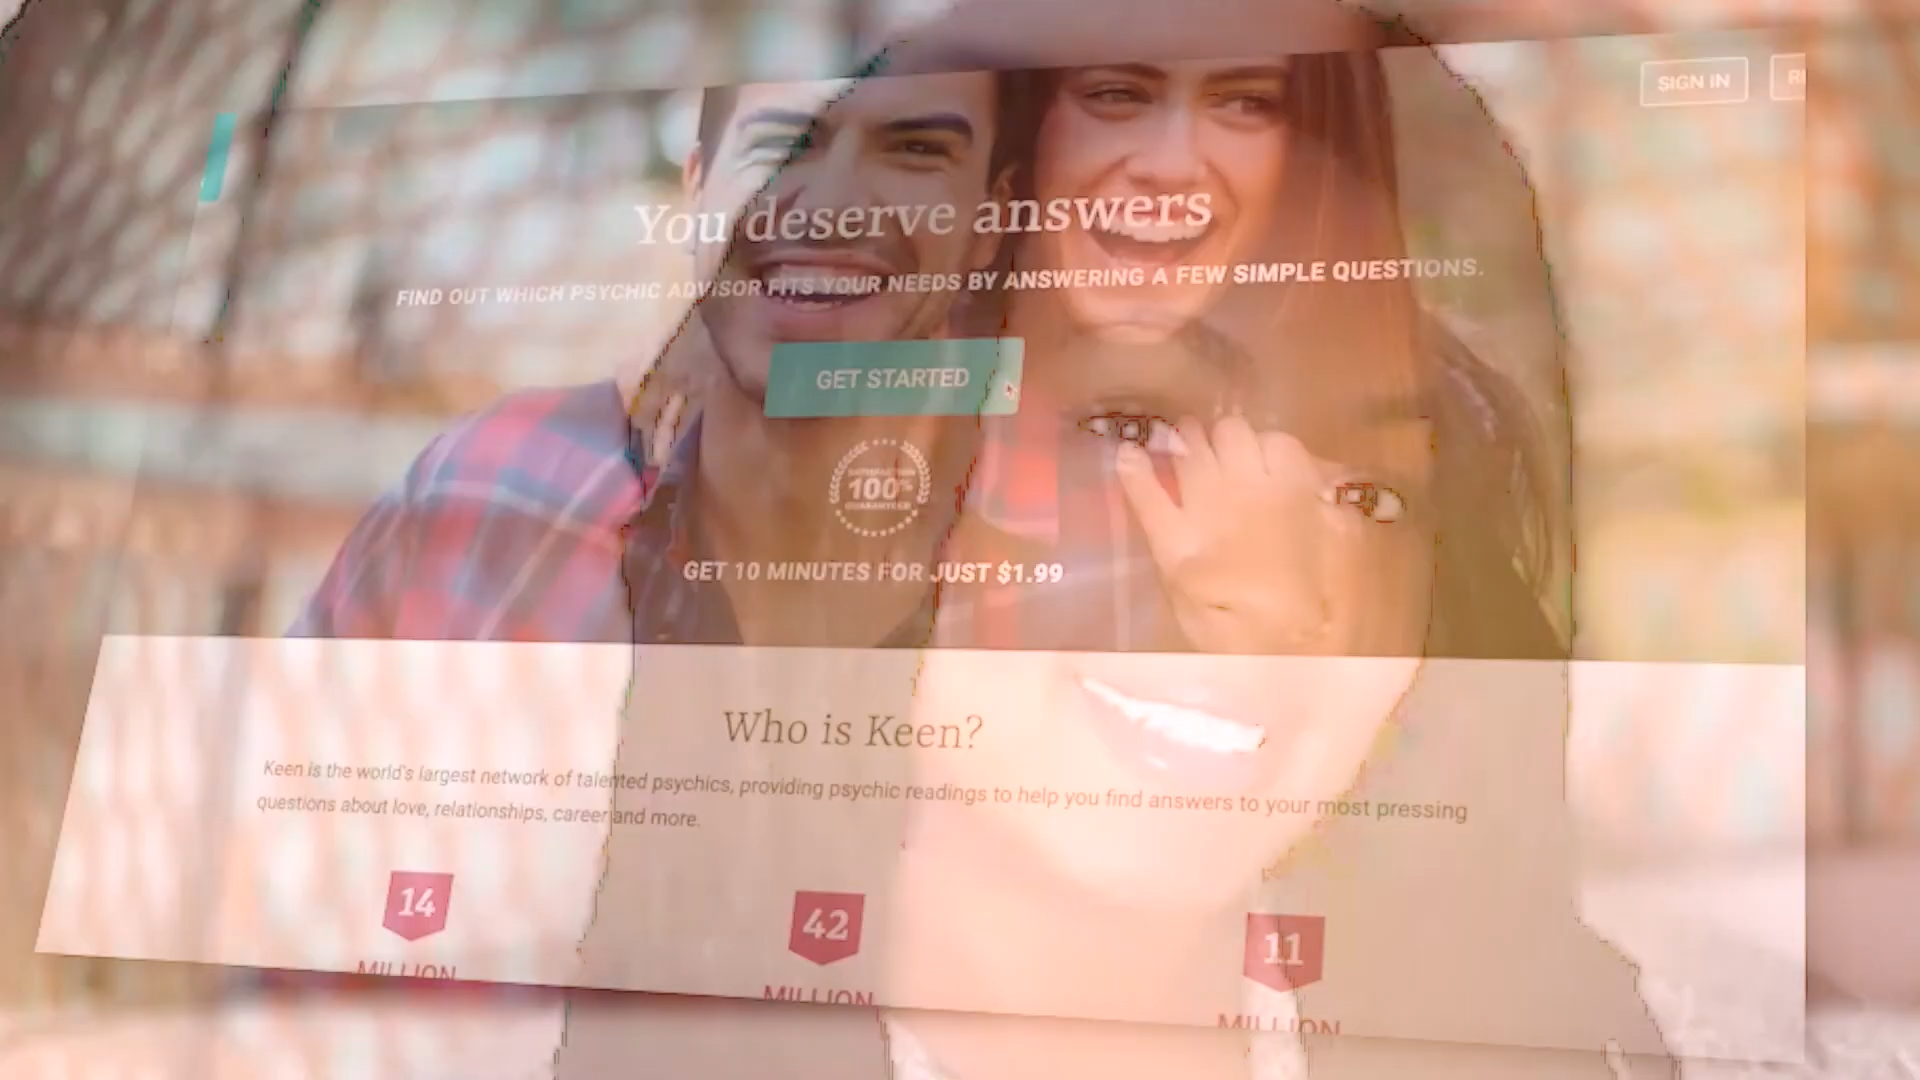 SIGN IN
You deserve answers
FIND OUT WHICH PSYCHIC ADVISOR FITS YOUR NEEDS BY ANSWERING A FEW SIMPLE QUESTIONS.
GET STARTED
SATISFACTION
100%
GUARANTEED
GET 10 MINUTES FOR JUST $1.99
Who is Keen?
Keen is the world's largest network of talented psychics, providing psychic readings to help you find answers to your most pressing
questions about love, relationships, career and more.
14 42 11
MILLION MILLION MILLION